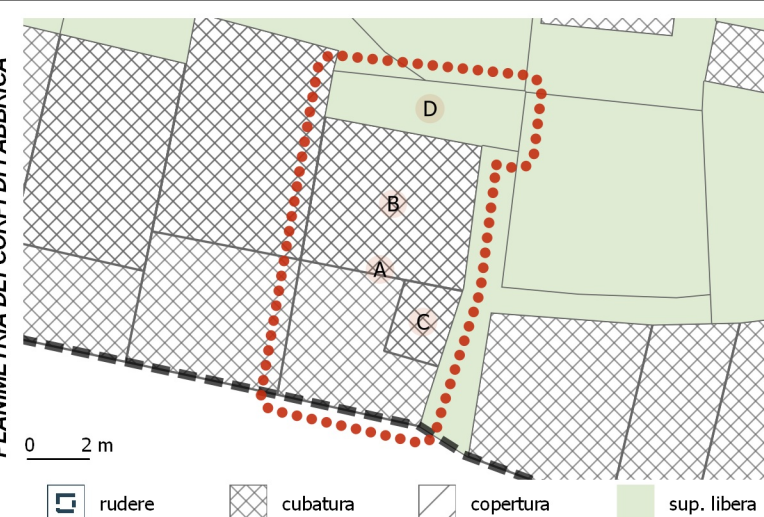 PLANIMETRIA DEI CORPI DI FABBRICA
D
B
A
C
0 2 m
rudere cubatura copertura sup. libera